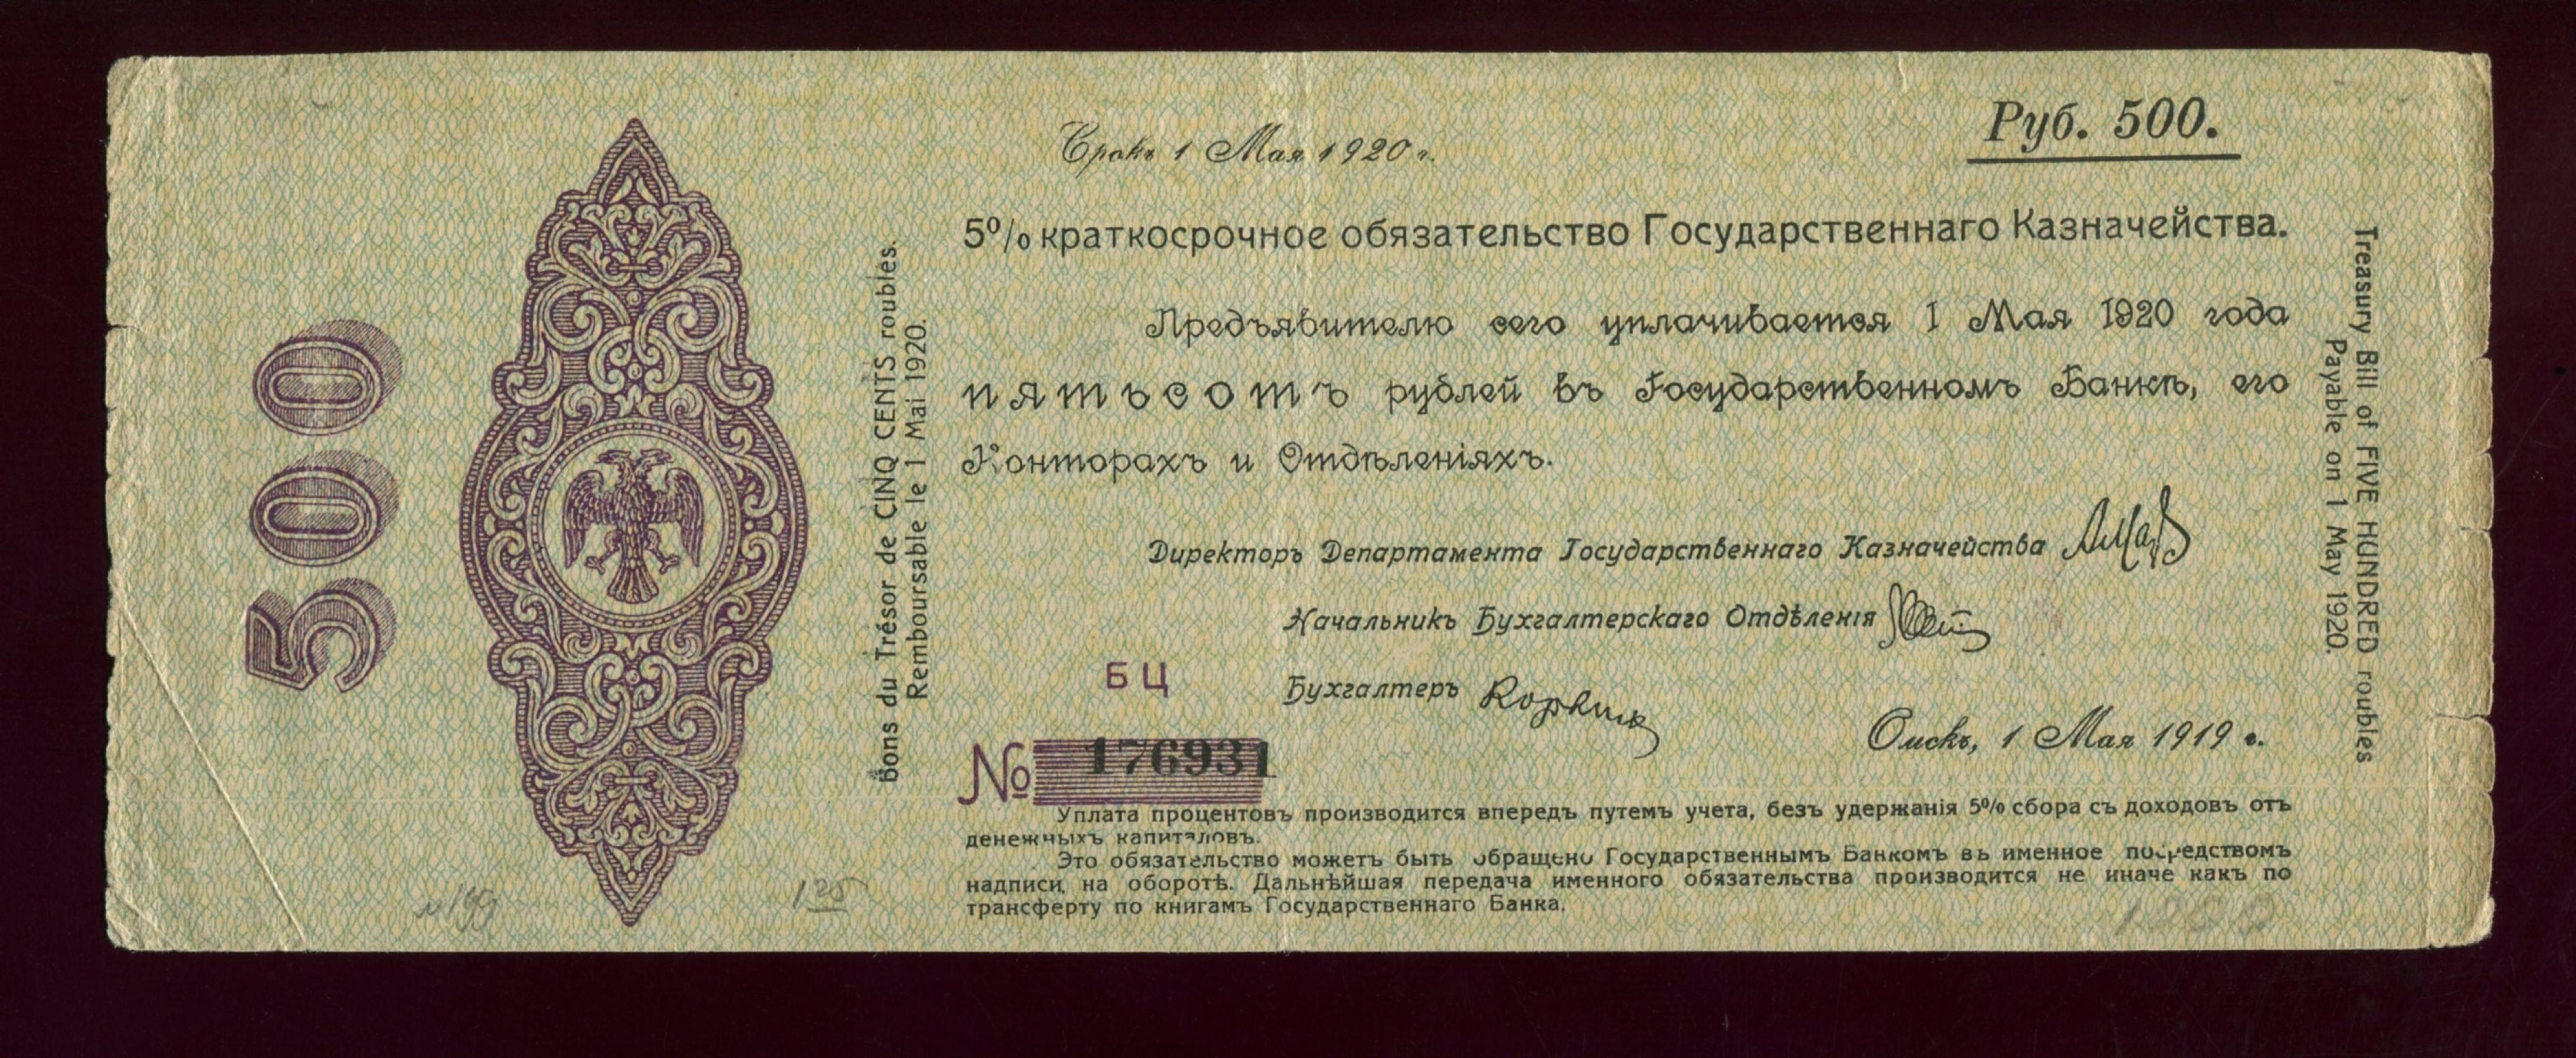 500
Bons du Trésor de CINQ CENTS roubles.
Remboursable le 1 Mai 1920.
Срокъ 1 Мая 1920 г.
Руб. 500.
5% краткосрочное обязательство Государственнаго Казначейства.
Предъявителю сего уплачивается 1 Мая 1920 года
пятьсотъ рублей въ Государственномъ Банкѣ, его
Конторахъ и Отдѣленіяхъ.
Директоръ Департамента Государственнаго Казначейства
Начальникъ Бухгалтерскаго Отдѣленія
БЦ
Бухгалтеръ
Омскъ, 1 Мая 1919 г.
№ 176931
Уплата процентовъ производится впередъ путемъ учета, безъ удержанія 5% сбора съ доходовъ отъ
денежныхъ капиталовъ.
Это обязательство можетъ быть обращено Государственнымъ Банкомъ въ именное посредствомъ
надписи на оборотѣ. Дальнѣйшая передача именного обязательства производится не иначе какъ по
трансферту по книгамъ Государственнаго Банка.
Treasury Bill of FIVE HUNDRED roubles
Payable on 1 May 1920.